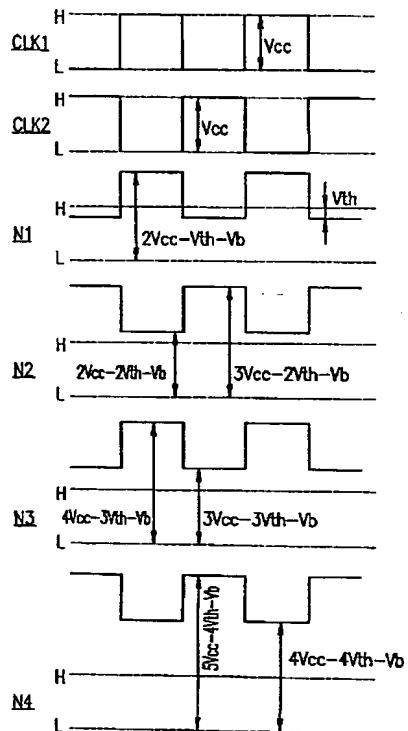 H
CLK1
Vcc
L
H
CLK2
Vcc
L
H
Vth
N1
2Vcc-Vth-Vb
L
H
N2
2Vcc-2Vth-Vb
3Vcc-2Vth-Vb
L
H
N3
4Vcc-3Vth-Vb
3Vcc-3Vth-Vb
L
5Vcc-4Vth-Vb
4Vcc-4Vth-Vb
H
N4
L